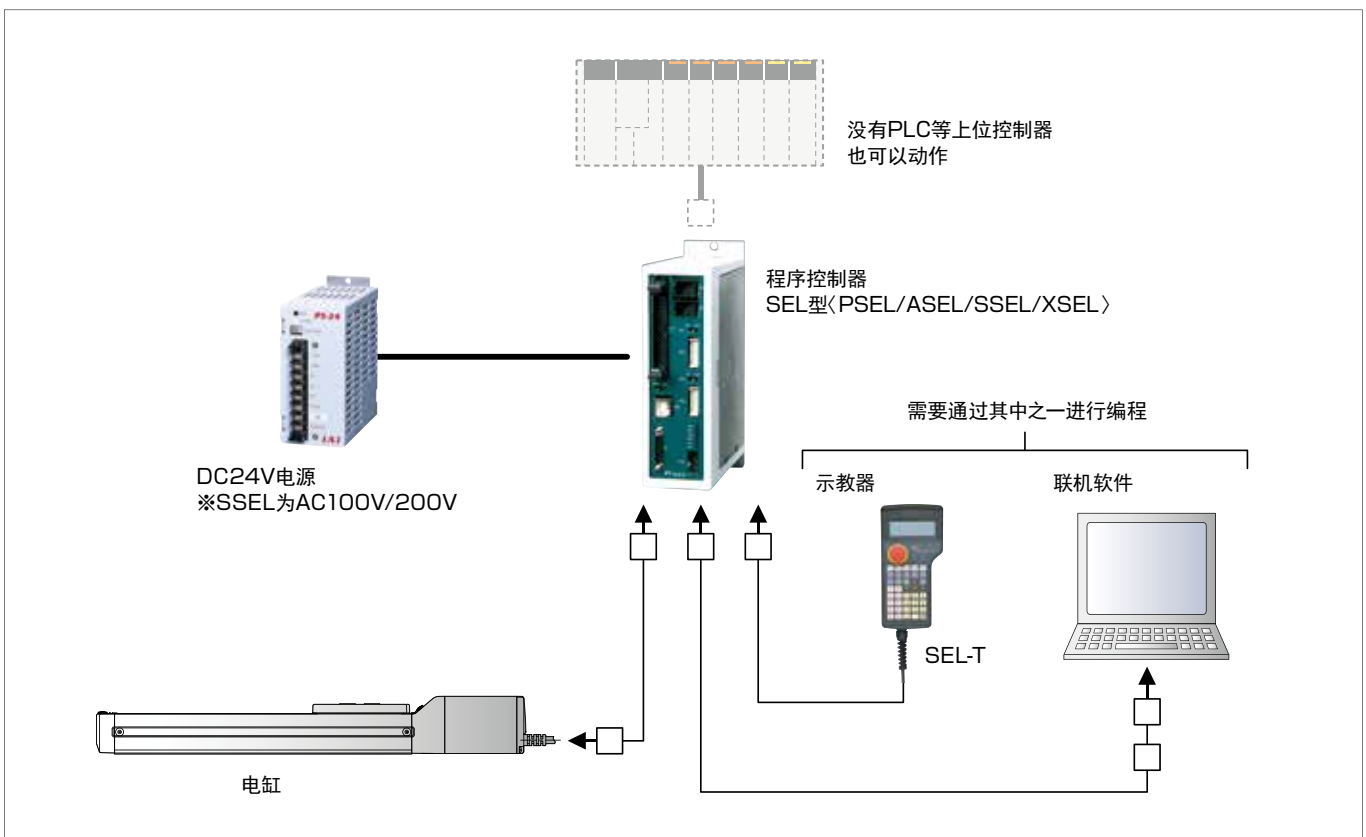 没有PLC等上位控制器
也可以动作
程序控制器
SEL型〈PSEL/ASEL/SSEL/XSEL〉
PS-24
DC24V电源
※SSEL为AC100V/200V
需要通过其中之一进行编程
示教器
联机软件
SEL-T
电缸